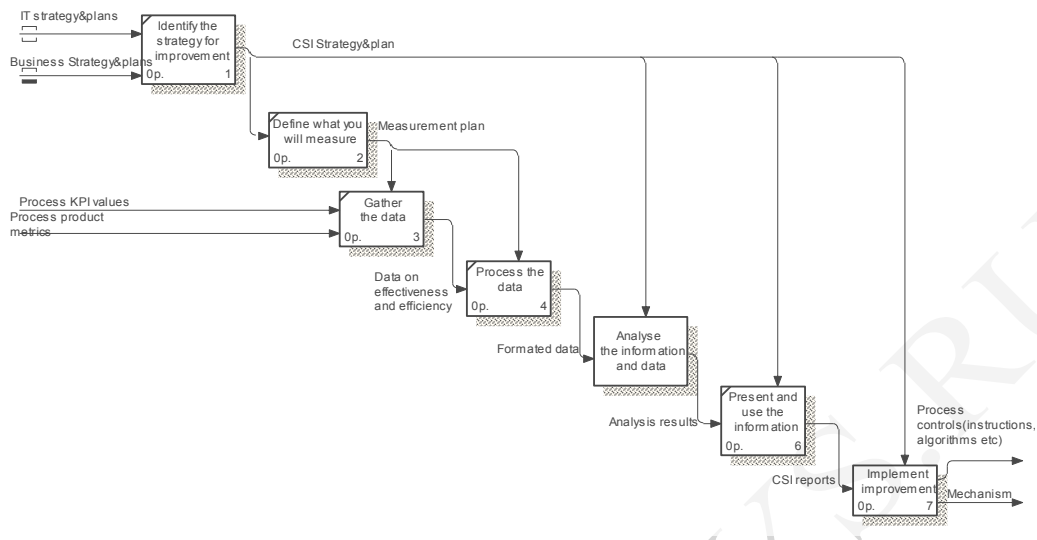 IT strategy&plans
Business Strategy&plans
Identify the
strategy for
improvement
0p. 1
CSI Strategy&plan
Define what you
will measure
0p. 2
Measurement plan
Process KPI values
Process product
metrics
Gather
the data
0p. 3
Data on
effectiveness
and efficiency
Process the
data
0p. 4
Formated data
Analyse
the information
and data
Analysis results
Present and
use the
information
0p. 6
CSI reports
Process
controls(instructions,
algorithms etc)
Implement
improvement
0p. 7
Mechanism